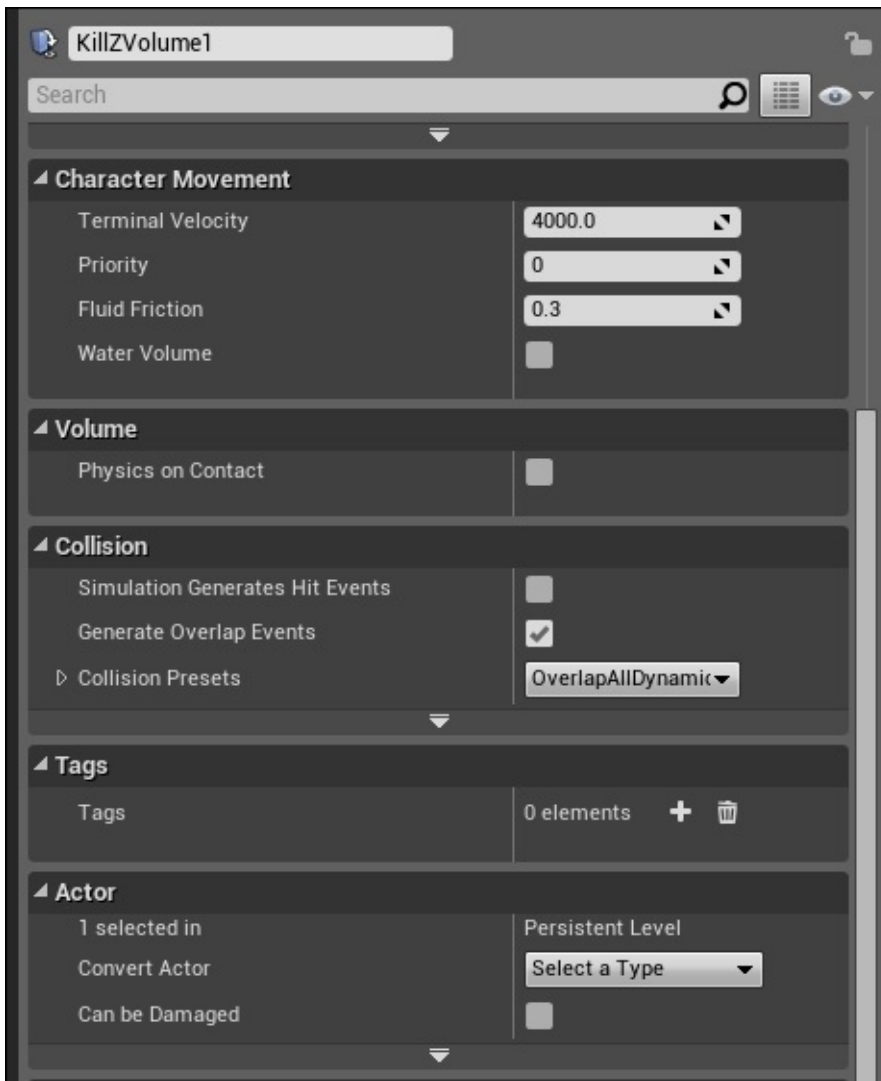 KillZVolume1
Search
Character Movement
Terminal Velocity 4000.0
Priority 0
Fluid Friction 0.3
Water Volume
Volume
Physics on Contact
Collision
Simulation Generates Hit Events
Generate Overlap Events
Collision Presets OverlapAllDynamic
Tags
Tags 0 elements
Actor
1 selected in Persistent Level
Convert Actor Select a Type
Can be Damaged